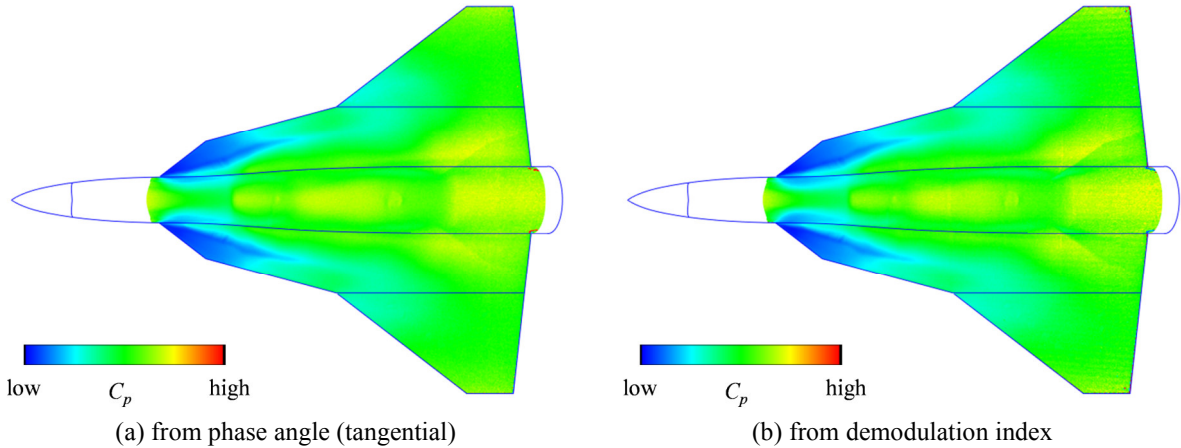 low
C_p
high
(a) from phase angle (tangential)
low
C_p
high
(b) from demodulation index